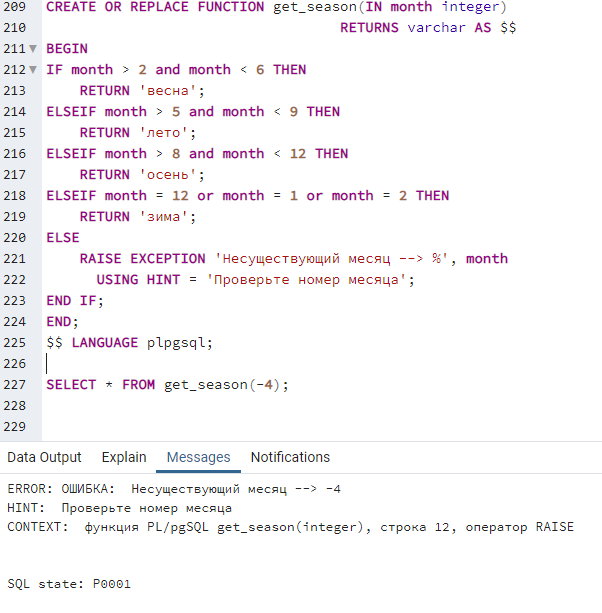 209 CREATE OR REPLACE FUNCTION get_season(IN month integer)
210 RETURNS varchar AS $$
211 BEGIN
212 IF month > 2 and month < 6 THEN
213 RETURN 'весна';
214 ELSEIF month > 5 and month < 9 THEN
215 RETURN 'лето';
216 ELSEIF month > 8 and month < 12 THEN
217 RETURN 'осень';
218 ELSEIF month = 12 or month = 1 or month = 2 THEN
219 RETURN 'зима';
220 ELSE
221 RAISE EXCEPTION 'Несуществующий месяц --> %', month
222 USING HINT = 'Проверьте номер месяца';
223 END IF;
224 END;
225 $$ LANGUAGE plpgsql;
226
227 SELECT * FROM get_season(-4);
228
229
Data Output Explain Messages Notifications
ERROR: ОШИБКА: Несуществующий месяц --> -4
HINT: Проверьте номер месяца
CONTEXT: функция PL/pgSQL get_season(integer), строка 12, оператор RAISE
SQL state: P0001